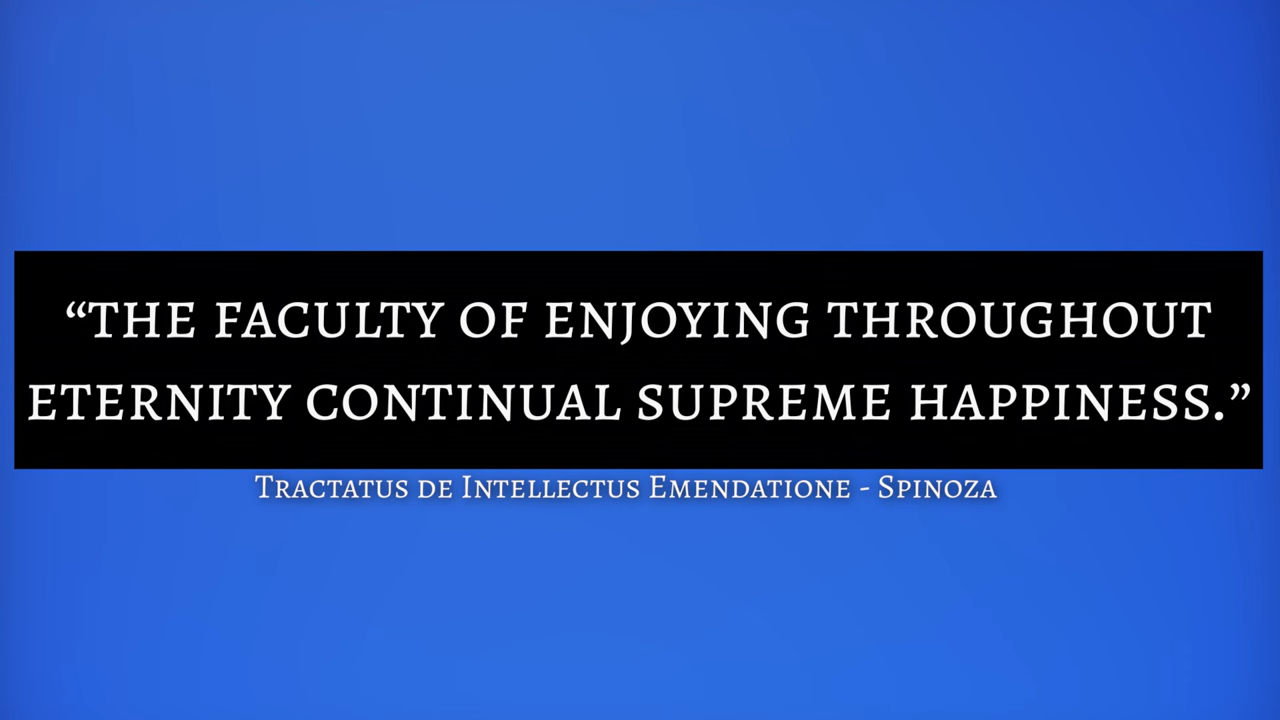 “THE FACULTY OF ENJOYING THROUGHOUT
ETERNITY CONTINUAL SUPREME HAPPINESS.”
Tractatus de Intellectus Emendatione - Spinoza